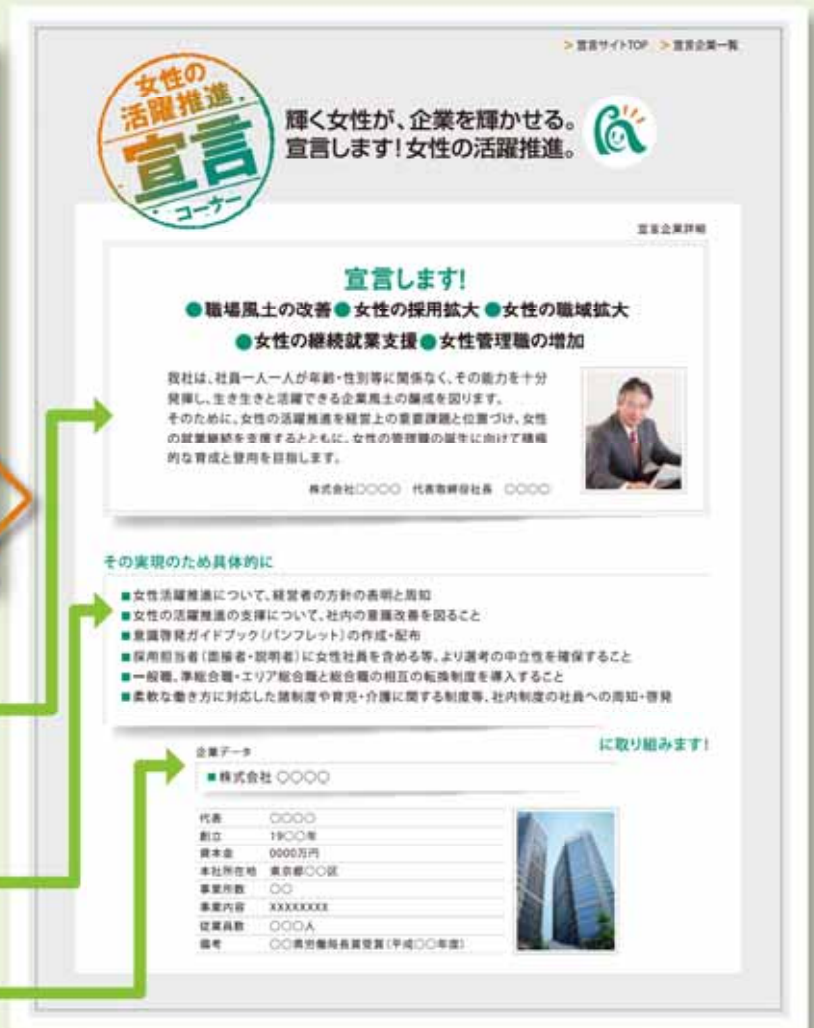 > 宣言サイトTOP > 宣言企業一覧
女性の
活躍推進
宣言
コーナー
輝く女性が、企業を輝かせる。
宣言します!女性の活躍推進。
宣言企業詳細
宣言します!
●職場風土の改善●女性の採用拡大●女性の職域拡大
●女性の継続就業支援●女性管理職の増加
我社は、社員一人一人が年齢・性別等に関係なく、その能力を十分
発揮し、生き生きと活躍できる企業風土の醸成を図ります。
そのために、女性の活躍推進を経営上の重要課題と位置づけ、女性
の就業継続を支援するとともに、女性の管理職の誕生に向けて積極
的な育成と登用を目指します。
株式会社○○○○ 代表取締役社長 ○○○○
その実現のため具体的に
■女性活躍推進について、経営者の方針の表明と周知
■女性の活躍推進の支援について、社内の意識改善を図ること
■意識啓発ガイドブック(パンフレット)の作成・配布
■採用担当者(面接者・説明者)に女性社員を含める等、より選考の中立性を確保すること
■一般職、準総合職・エリア総合職と総合職の相互の転換制度を導入すること
■柔軟な働き方に対応した諸制度や育児・介護に関する制度等、社内制度の社員への周知・啓発
に取り組みます!
企業データ
■株式会社 ○○○○
代表 ○○○○
創立 19○○年
資本金 0000万円
本社所在地 東京都○○区
事業所数 ○○
事業内容 XXXXXXXX
従業員数 ○○○人
備考 ○○県労働局長賞受賞(平成○○年度)